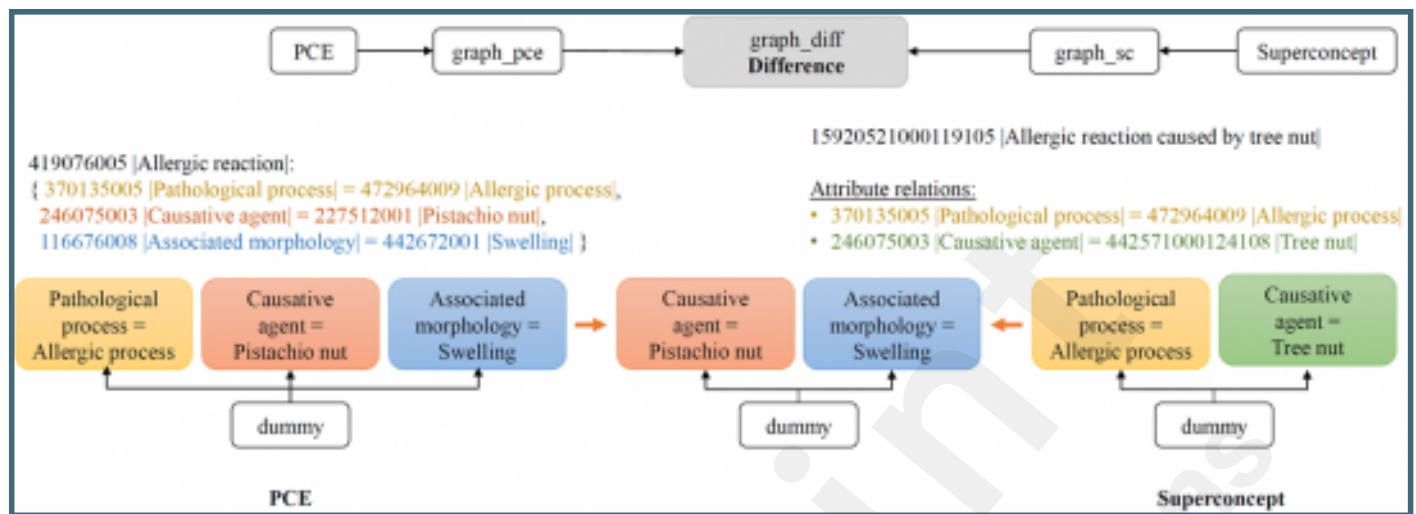 PCE
graph_pce
graph_diff
Difference
graph_sc
Superconcept
419076005 |Allergic reaction|:
{ 370135005 |Pathological process| = 472964009 |Allergic process|,
246075003 |Causative agent| = 227512001 |Pistachio nut|,
116676008 |Associated morphology| = 442672001 |Swelling| }
15920521000119105 |Allergic reaction caused by tree nut|
Attribute relations:
• 370135005 |Pathological process| = 472964009 |Allergic process|
• 246075003 |Causative agent| = 442571000124108 |Tree nut|
Pathological
process =
Allergic process
Causative
agent =
Pistachio nut
Associated
morphology =
Swelling
Causative
agent =
Pistachio nut
Associated
morphology =
Swelling
Pathological
process =
Allergic process
Causative
agent =
Tree nut
dummy
dummy
dummy
PCE
Superconcept